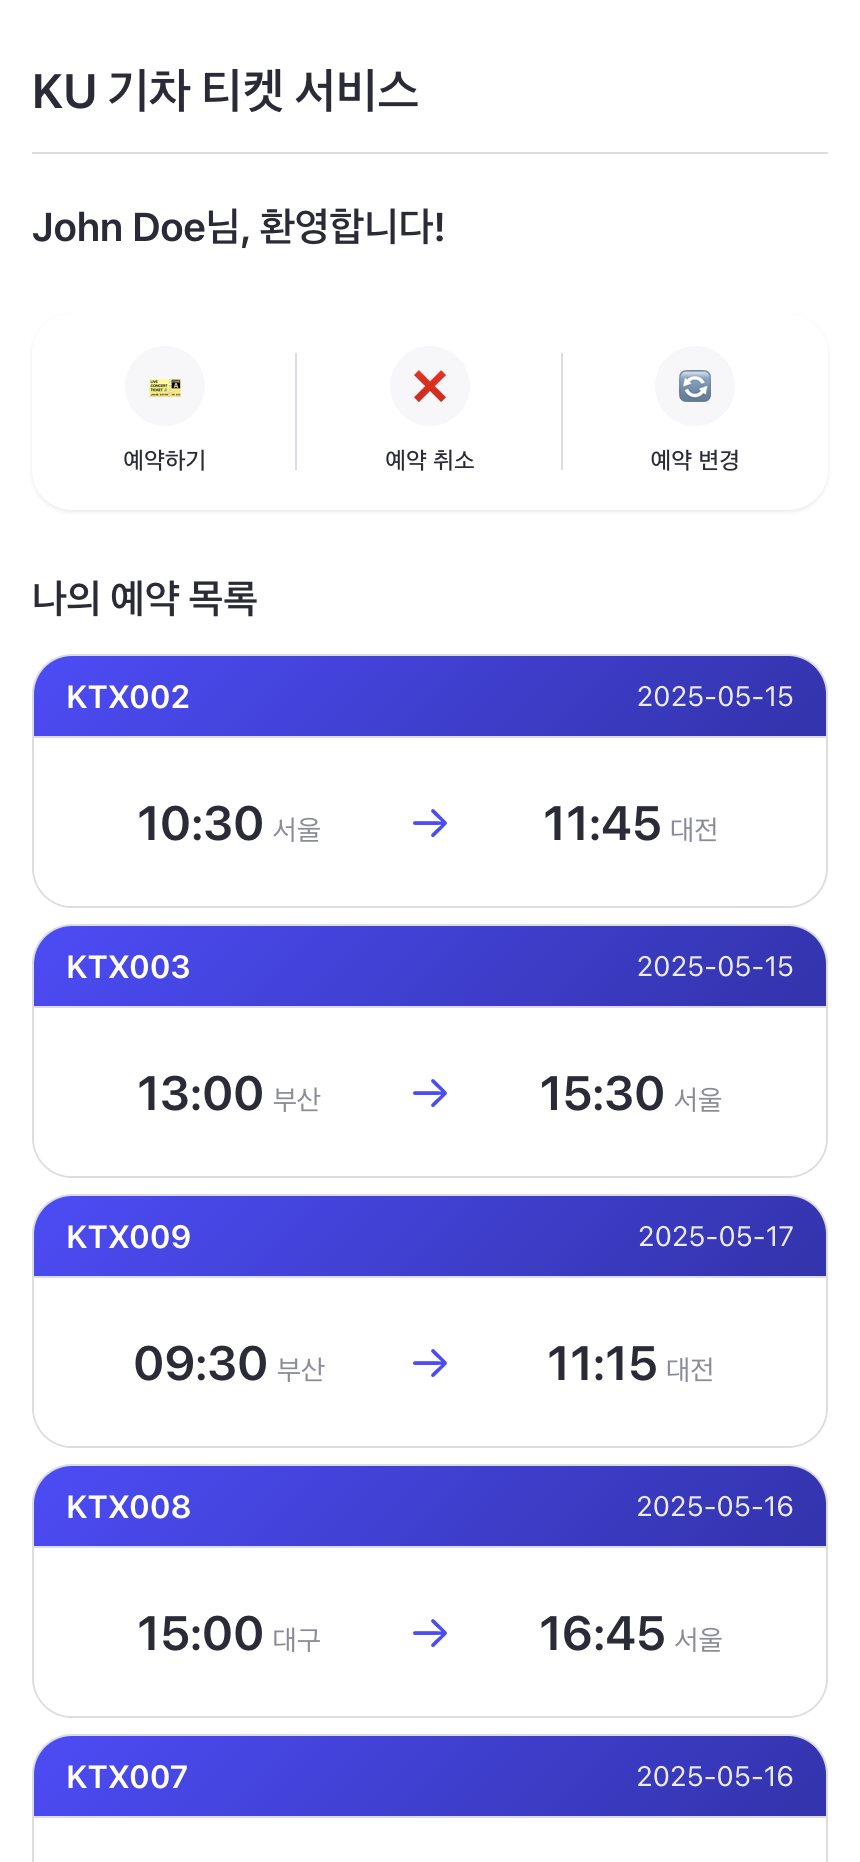 KU 기차 티켓 서비스
John Doe님, 환영합니다!
예약하기
예약 취소
예약 변경
나의 예약 목록
KTX002 2025-05-15
10:30 서울 → 11:45 대전
KTX003 2025-05-15
13:00 부산 → 15:30 서울
KTX009 2025-05-17
09:30 부산 → 11:15 대전
KTX008 2025-05-16
15:00 대구 → 16:45 서울
KTX007 2025-05-16